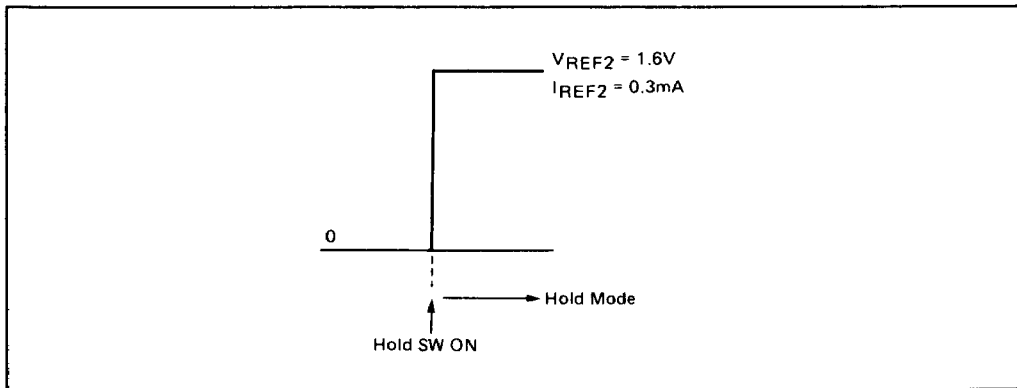 VREF2 = 1.6V
IREF2 = 0.3mA
0
Hold Mode
Hold SW ON